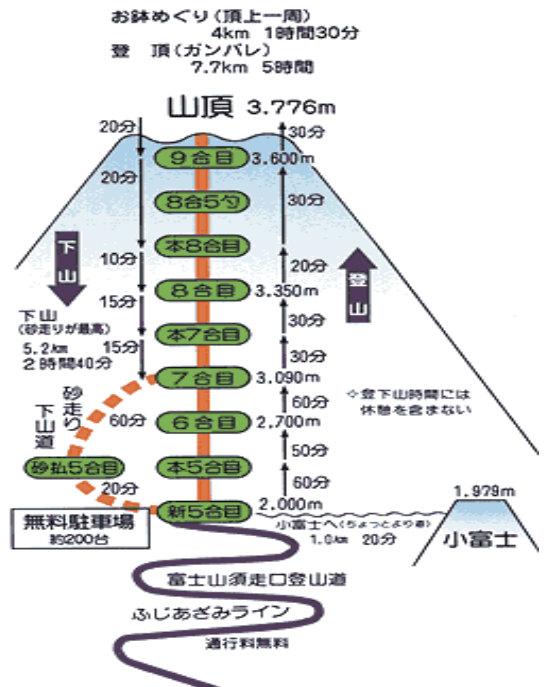 お鉢めぐり(頂上一周)
4km 1時間30分
登 頂(ガンバレ)
7.7km 5時間
山頂 3.776m
20分
30分
9合目
3.600m
20分
30分
8合5勺
本8合目
下山
10分
20分
登山
8合目
3.350m
15分
30分
下山
(砂走りが最高)
5.2km
2時間40分
本7合目
15分
30分
7合目
3.090m
砂走り
下山道
60分
60分
◇登下山時間には
休憩を含まない
6合目
2.700m
50分
砂払5合目
本5合目
20分
60分
1.979m
新5合目
2.000m
無料駐車場
約200台
小富士へ(ちょっとより道)
1.0km 20分
小富士
富士山須走口登山道
ふじあざみライン
通行料無料